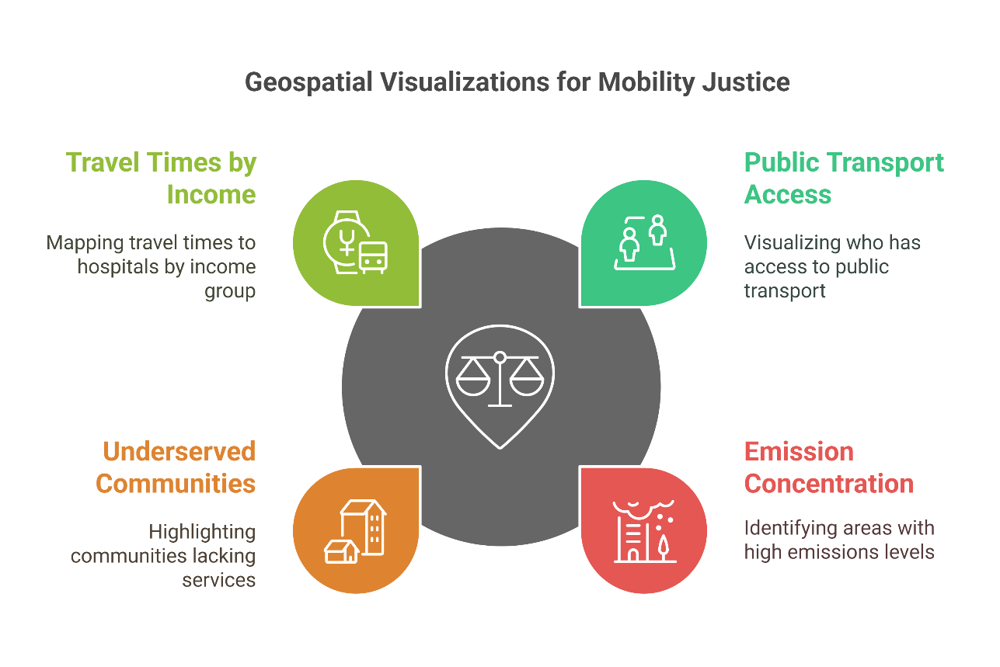 Geospatial Visualizations for Mobility Justice
Travel Times by
Income
Mapping travel times to
hospitals by income
group
Public Transport
Access
Visualizing who has
access to public
transport
Underserved
Communities
Highlighting
communities lacking
services
Emission
Concentration
Identifying areas with
high emissions levels